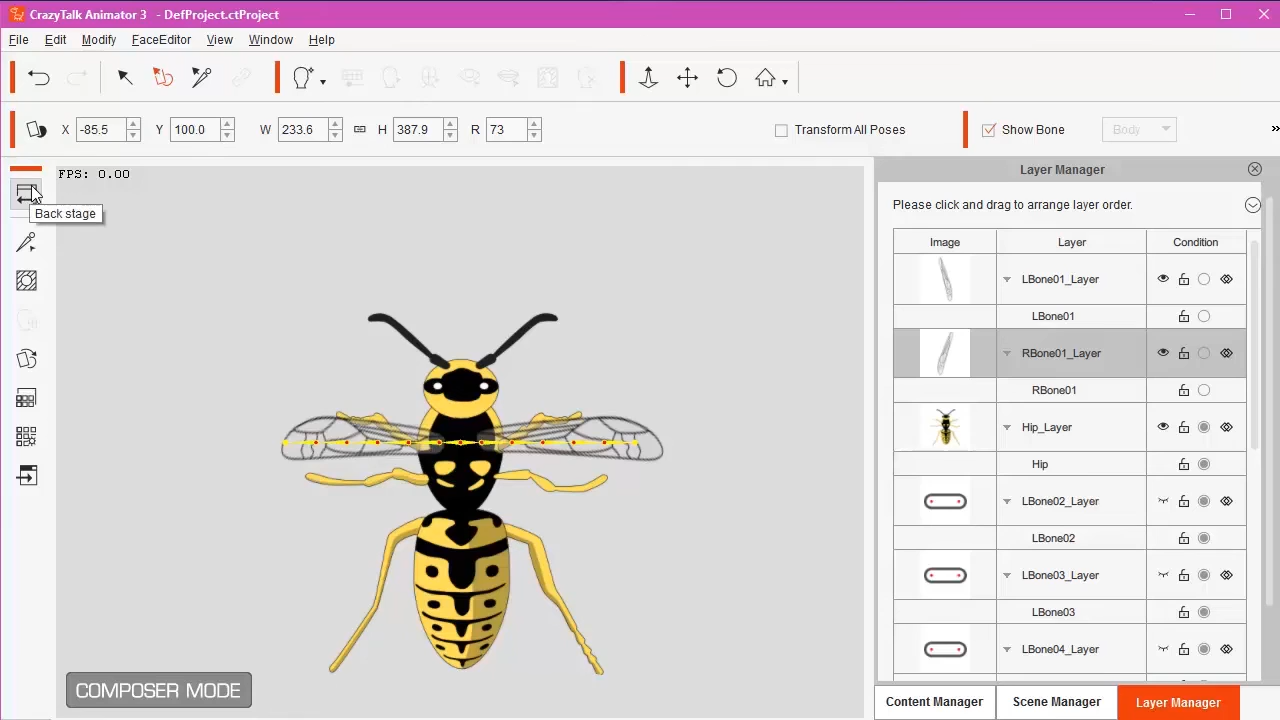 CrazyTalk Animator 3 - DefProject.ctProject
File Edit Modify FaceEditor View Window Help
X -85.5 Y 100.0 W 233.6 H 387.9 R 73 Transform All Poses Show Bone Body »
FPS: 0.00
Back stage
COMPOSER MODE
Layer Manager
Please click and drag to arrange layer order.
Image Layer Condition
LBone01_Layer
LBone01
RBone01_Layer
RBone01
Hip_Layer
Hip
LBone02_Layer
LBone02
LBone03_Layer
LBone03
LBone04_Layer
Content Manager Scene Manager Layer Manager